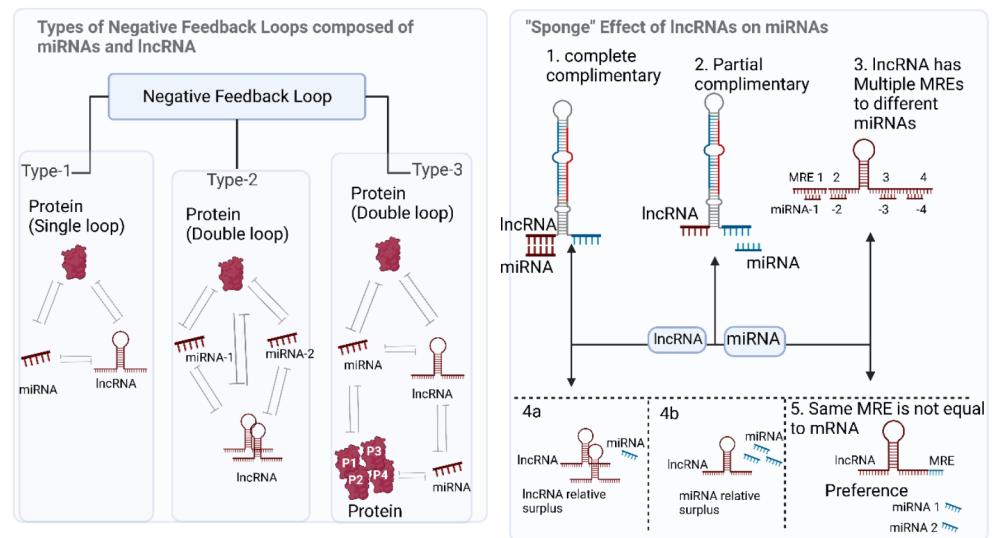 Types of Negative Feedback Loops composed of
miRNAs and lncRNA
Negative Feedback Loop
Type-1
Protein
(Single loop)
miRNA
lncRNA
Type-2
Protein
(Double loop)
miRNA-1
miRNA-2
lncRNA
Type-3
Protein
(Double loop)
miRNA
lncRNA
P1
P3
P2
P4
miRNA
Protein
"Sponge" Effect of lncRNAs on miRNAs
1. complete
complimentary
lncRNA
miRNA
2. Partial
complimentary
lncRNA
miRNA
3. lncRNA has
Multiple MREs
to different
miRNAs
MRE 1 2 3 4
miRNA-1 -2 -3 -4
lncRNA
miRNA
4a
miRNA
lncRNA
lncRNA relative
surplus
4b
miRNA
lncRNA
miRNA relative
surplus
5. Same MRE is not equal
to mRNA
lncRNA
MRE
Preference
miRNA 1
miRNA 2